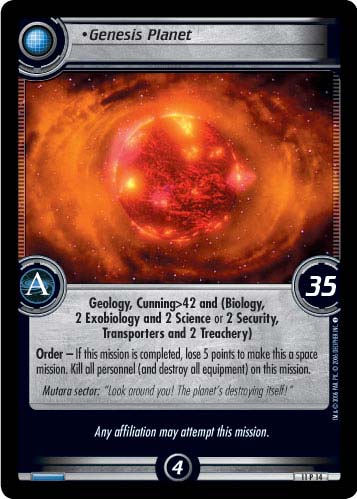 •Genesis Planet
A
35
Geology, Cunning>42 and (Biology,
2 Exobiology and 2 Science or 2 Security,
Transporters and 2 Treachery)
Order – If this mission is completed, lose 5 points to make this a space
mission. Kill all personnel (and destroy all equipment) on this mission.
Mutara sector: "Look around you! The planet's destroying itself!"
Any affiliation may attempt this mission.
4
11 P 14